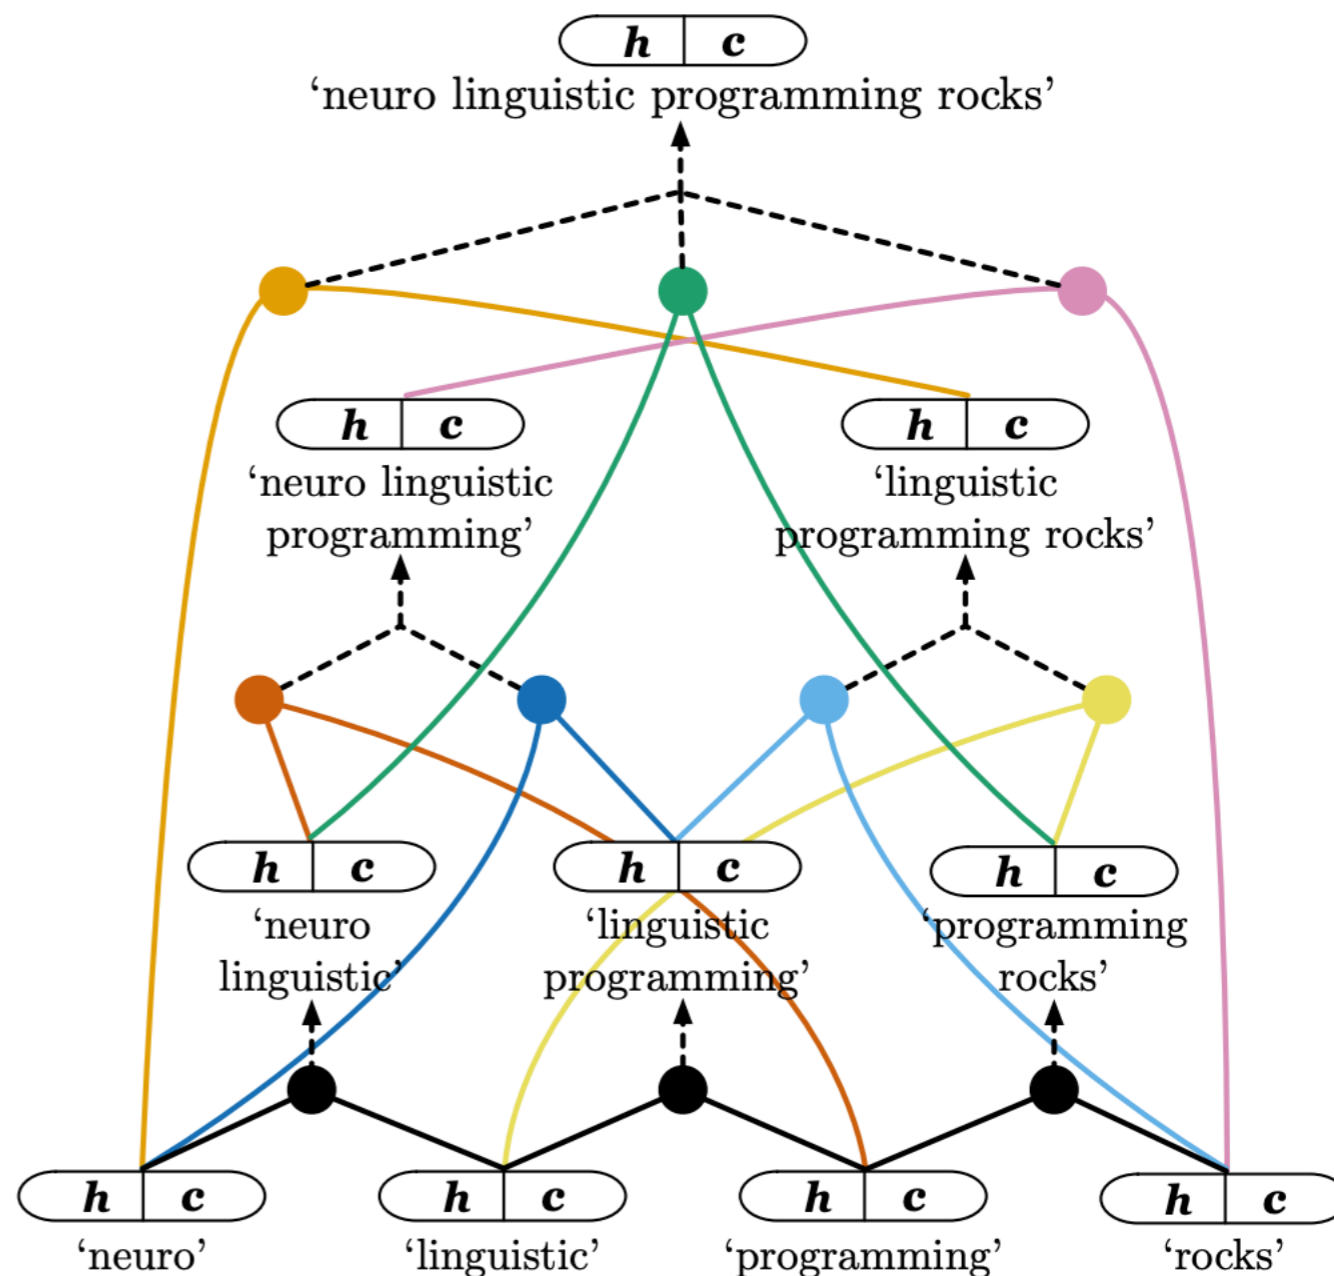 h c
‘neuro linguistic programming rocks’
h c
h c
‘neuro linguistic
programming’
‘linguistic
programming rocks’
h c
h c
h c
‘neuro
linguistic’
‘linguistic
programming’
‘programming
rocks’
h c
h c
h c
h c
‘neuro’
‘linguistic’
‘programming’
‘rocks’